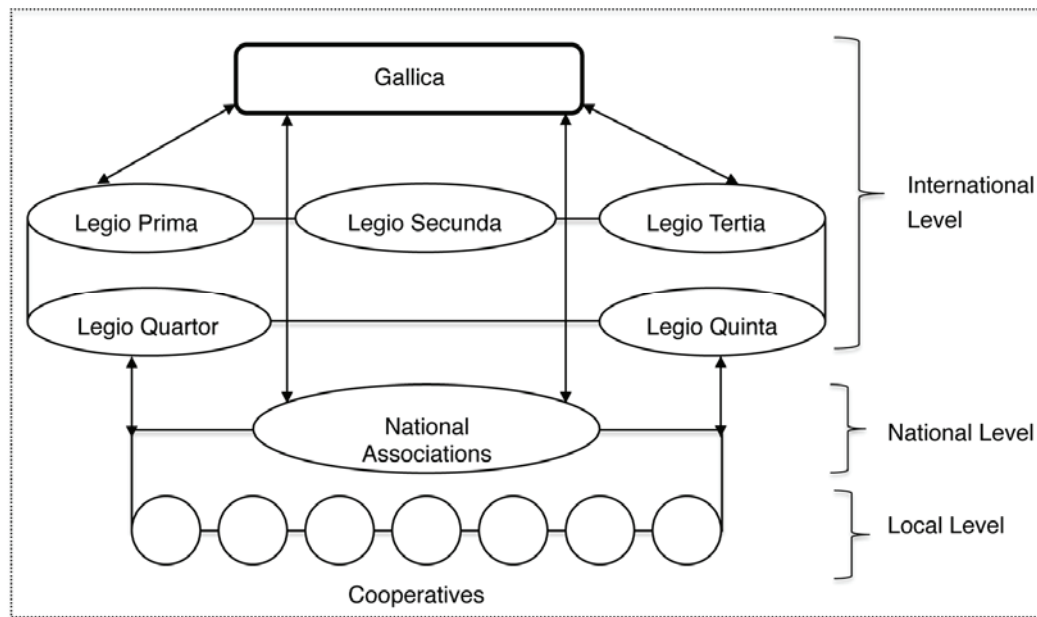 Gallica
Legio Prima
Legio Secunda
Legio Tertia
International
Level
Legio Quartor
Legio Quinta
National
Associations
National Level
Local Level
Cooperatives